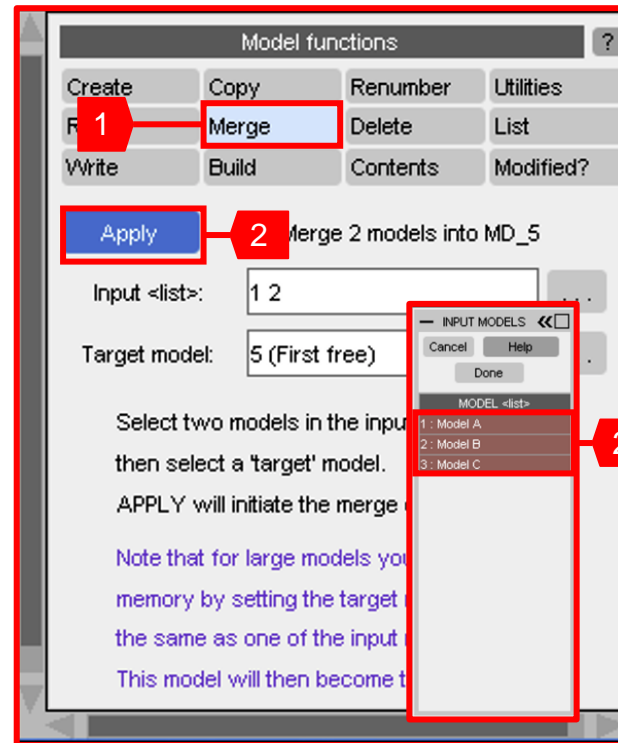 Model functions
?
Create Copy Renumber Utilities
1 Merge Delete List
Write Build Contents Modified?
Apply 2 Merge 2 models into MD_5
Input <list>: 1 2 . . .
INPUT MODELS
Target model: 5 (First free)
Cancel Help
Done
MODEL <list>
1 : Model A
2 : Model B
3 : Model C
2
Select two models in the
then select a 'target' model.
APPLY will initiate the merge
Note that for large models
memory by setting the target
the same as one of the input
This model will then become